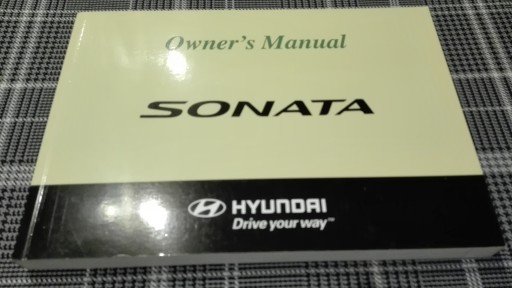 Owner's Manual
SONATA
HYUNDAI
Drive your way™